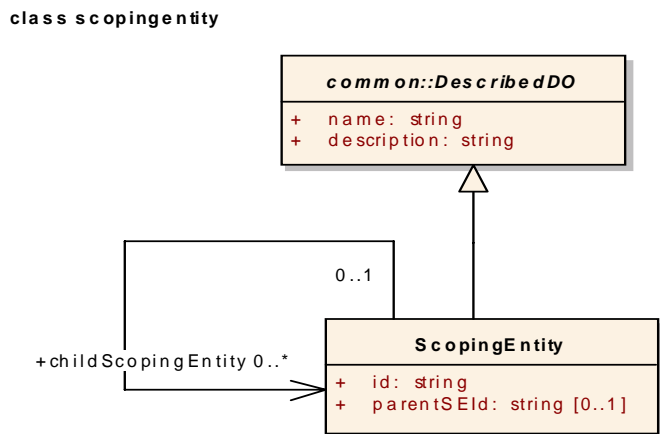 class scopingentity
common::DescribedDO
+ name: string
+ description: string
0..1
+childScopingEntity 0..*
ScopingEntity
+ id: string
+ parentSEId: string [0..1]